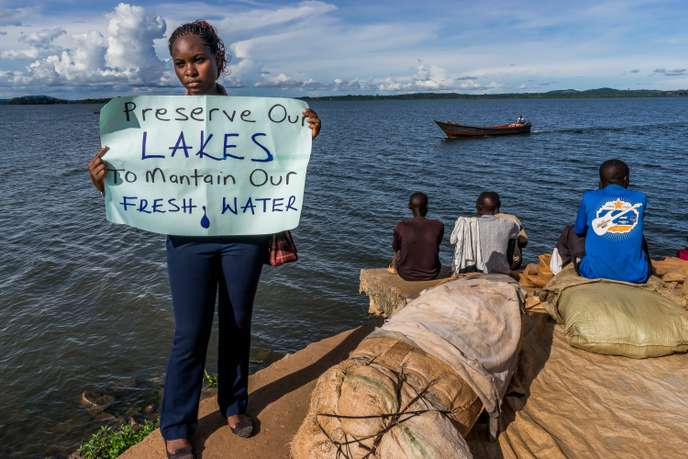 Preserve Our
LAKES
To Mantain Our
FRESH WATER